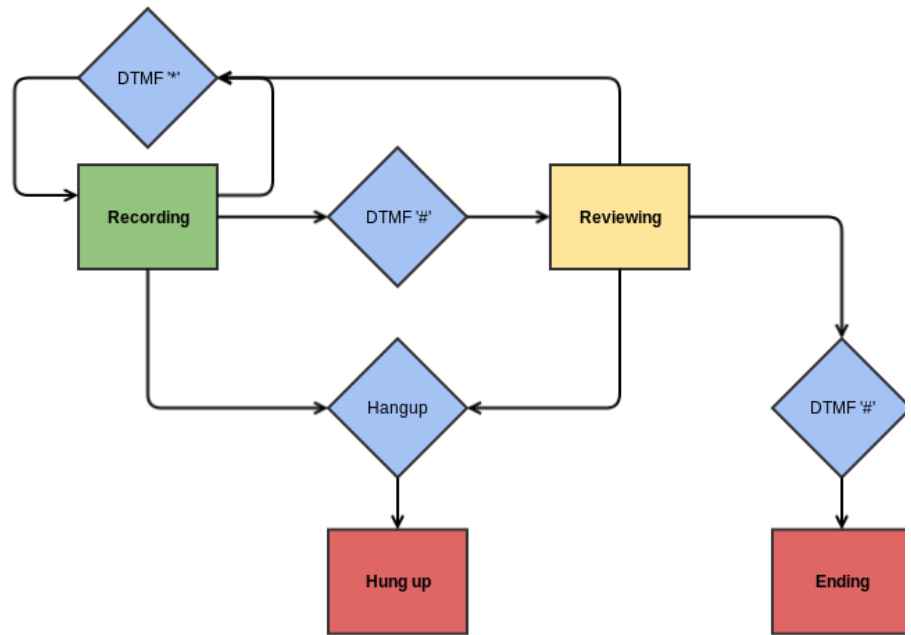 DTMF '*'
Recording
DTMF '#'
Reviewing
Hangup
DTMF '#'
Hung up
Ending